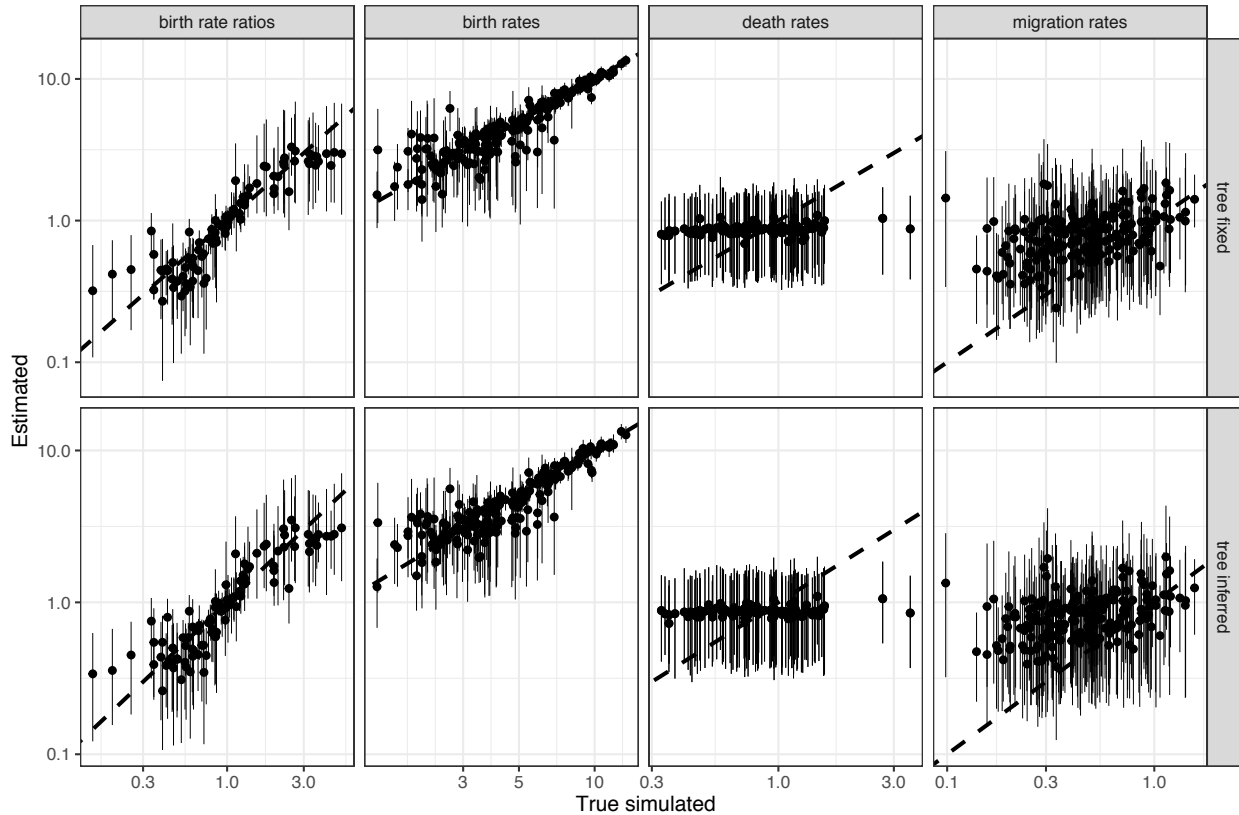 birth rate ratios birth rates death rates migration rates
10.0
1.0
0.1
tree fixed
Estimated
10.0
1.0
0.1
tree inferred
0.3 1.0 3.0 3 5 10 0.3 1.0 3.0 0.1 0.3 1.0
True simulated